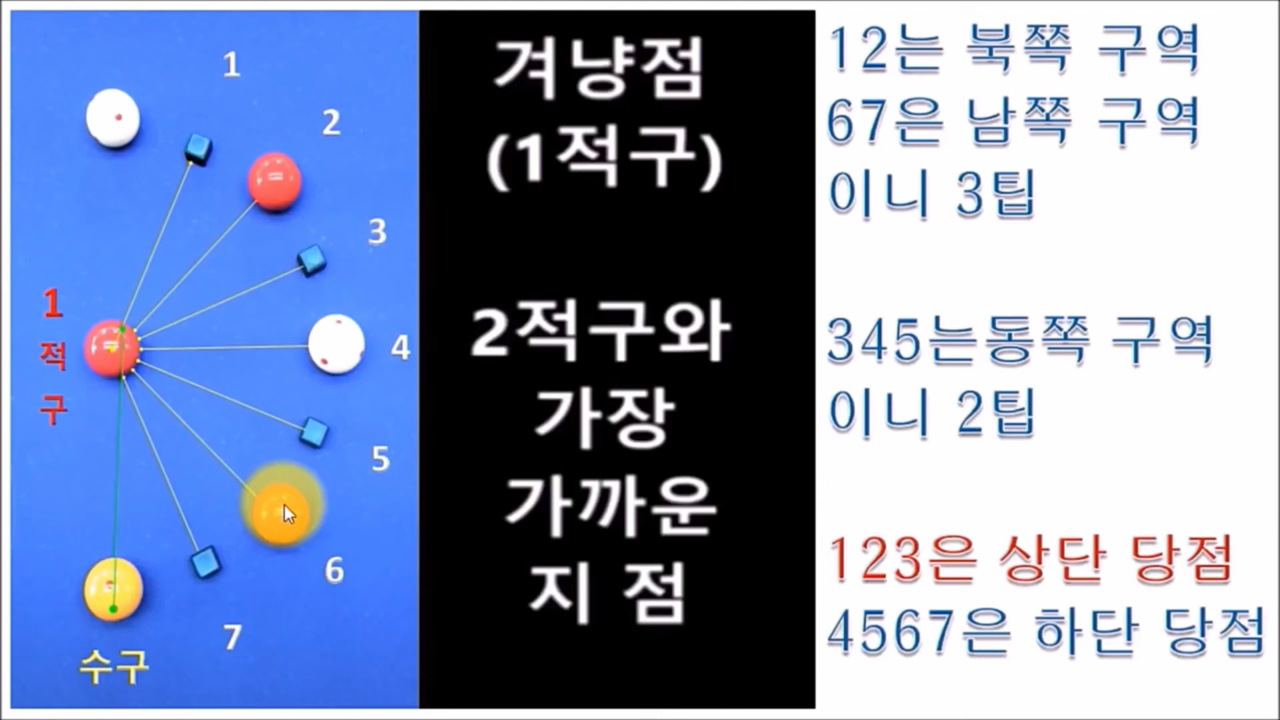 1
2
3
4
5
6
7
1
적
구
수구
겨냥점
(1적구)
2적구와
가장
가까운
지 점
12는 북쪽 구역
67은 남쪽 구역
이니 3팁
345는동쪽 구역
이니 2팁
123은 상단 당점
4567은 하단 당점